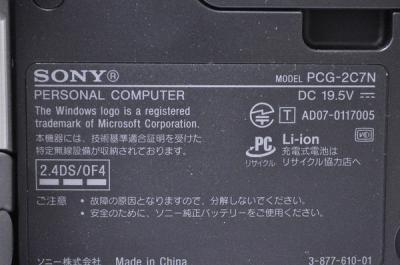 SONY® MODEL PCG-2C7N
PERSONAL COMPUTER DC 19.5V
The Windows logo is a registered
trademark of Microsoft Corporation.
T AD07-0117005
本機器には、技術基準適合証明を受けた
特定無線設備が収納されております。
PC
リサイクル
Li-ion
充電式電池は
リサイクル協力店へ
2.4DS/OF4
ご注意 • 故障の原因となりますので、分解しないでください。
• 安全のために、ソニー純正バッテリーをご使用ください。
ソニー株式会社 Made in China 3-877-610-01